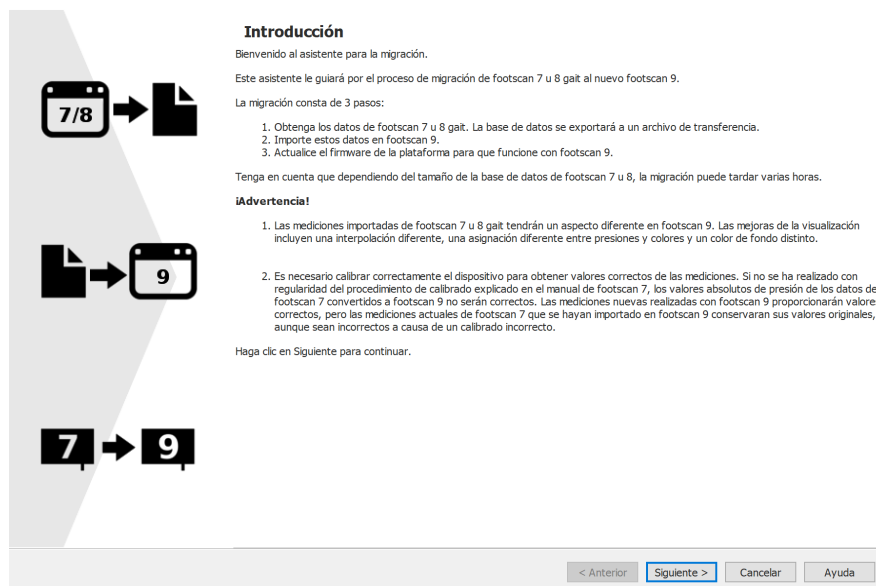 Introducción
Bienvenido al asistente para la migración.
Este asistente le guiará por el proceso de migración de footscan 7 u 8 gait al nuevo footscan 9.
La migración consta de 3 pasos:
1. Obtenga los datos de footscan 7 u 8 gait. La base de datos se exportará a un archivo de transferencia.
2. Importe estos datos en footscan 9.
3. Actualice el firmware de la plataforma para que funcione con footscan 9.
Tenga en cuenta que dependiendo del tamaño de la base de datos de footscan 7 u 8, la migración puede tardar varias horas.
¡Advertencia!
1. Las mediciones importadas de footscan 7 u 8 gait tendrán un aspecto diferente en footscan 9. Las mejoras de la visualización
incluyen una interpolación diferente, una asignación diferente entre presiones y colores y un color de fondo distinto.
2. Es necesario calibrar correctamente el dispositivo para obtener valores correctos de las mediciones. Si no se ha realizado con
regularidad del procedimiento de calibrado explicado en el manual de footscan 7, los valores absolutos de presión de los datos de
footscan 7 convertidos a footscan 9 no serán correctos. Las mediciones nuevas realizadas con footscan 9 proporcionarán valore
correctos, pero las mediciones actuales de footscan 7 que se hayan importado en footscan 9 conservaran sus valores originales,
aunque sean incorrectos a causa de un calibrado incorrecto.
Haga clic en Siguiente para continuar.
7/8
9
7 9
< Anterior Siguiente > Cancelar Ayuda